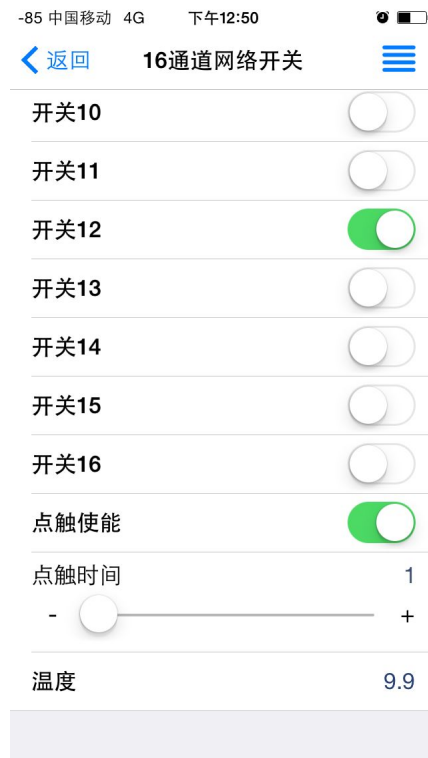 -85 中国移动 4G 下午12:50
返回 16通道网络开关
开关10
开关11
开关12
开关13
开关14
开关15
开关16
点触使能
点触时间 1
- +
温度 9.9